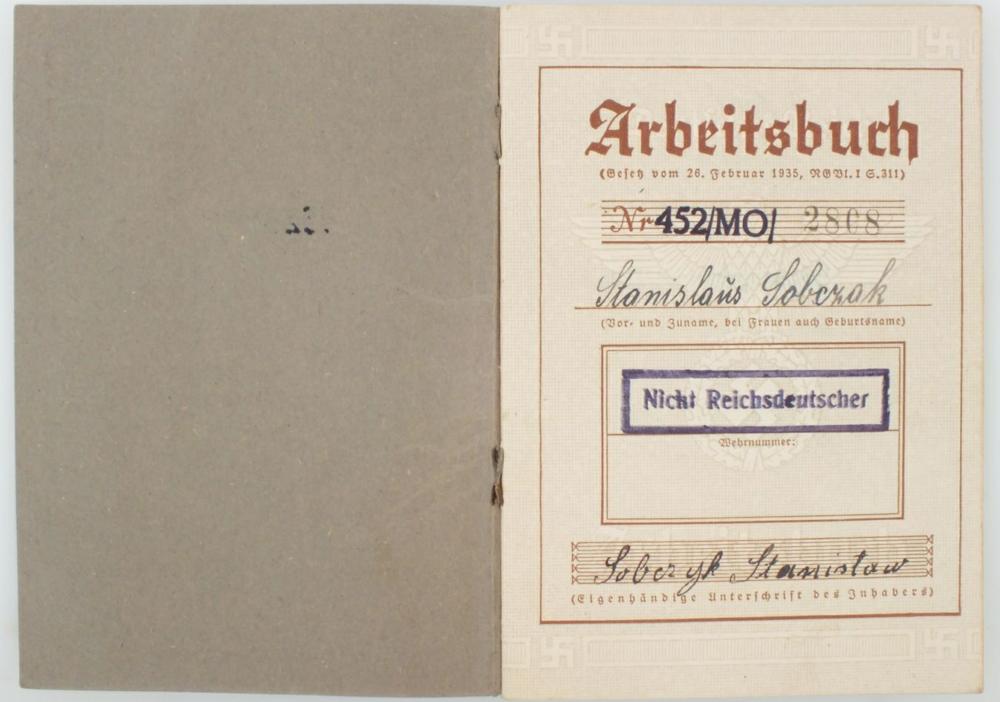 Arbeitsbuch
(Gesetz vom 26. Februar 1935, RGBl. I S.311)
Nr 452/MO/ 2808
Stanislaus Sobczak
(Vor- und Zuname, bei Frauen auch Geburtsname)
Nicht Reichsdeutscher
Wehrnummer:
Sobczyk Stanisław
(Eigenhändige Unterschrift des Inhabers)